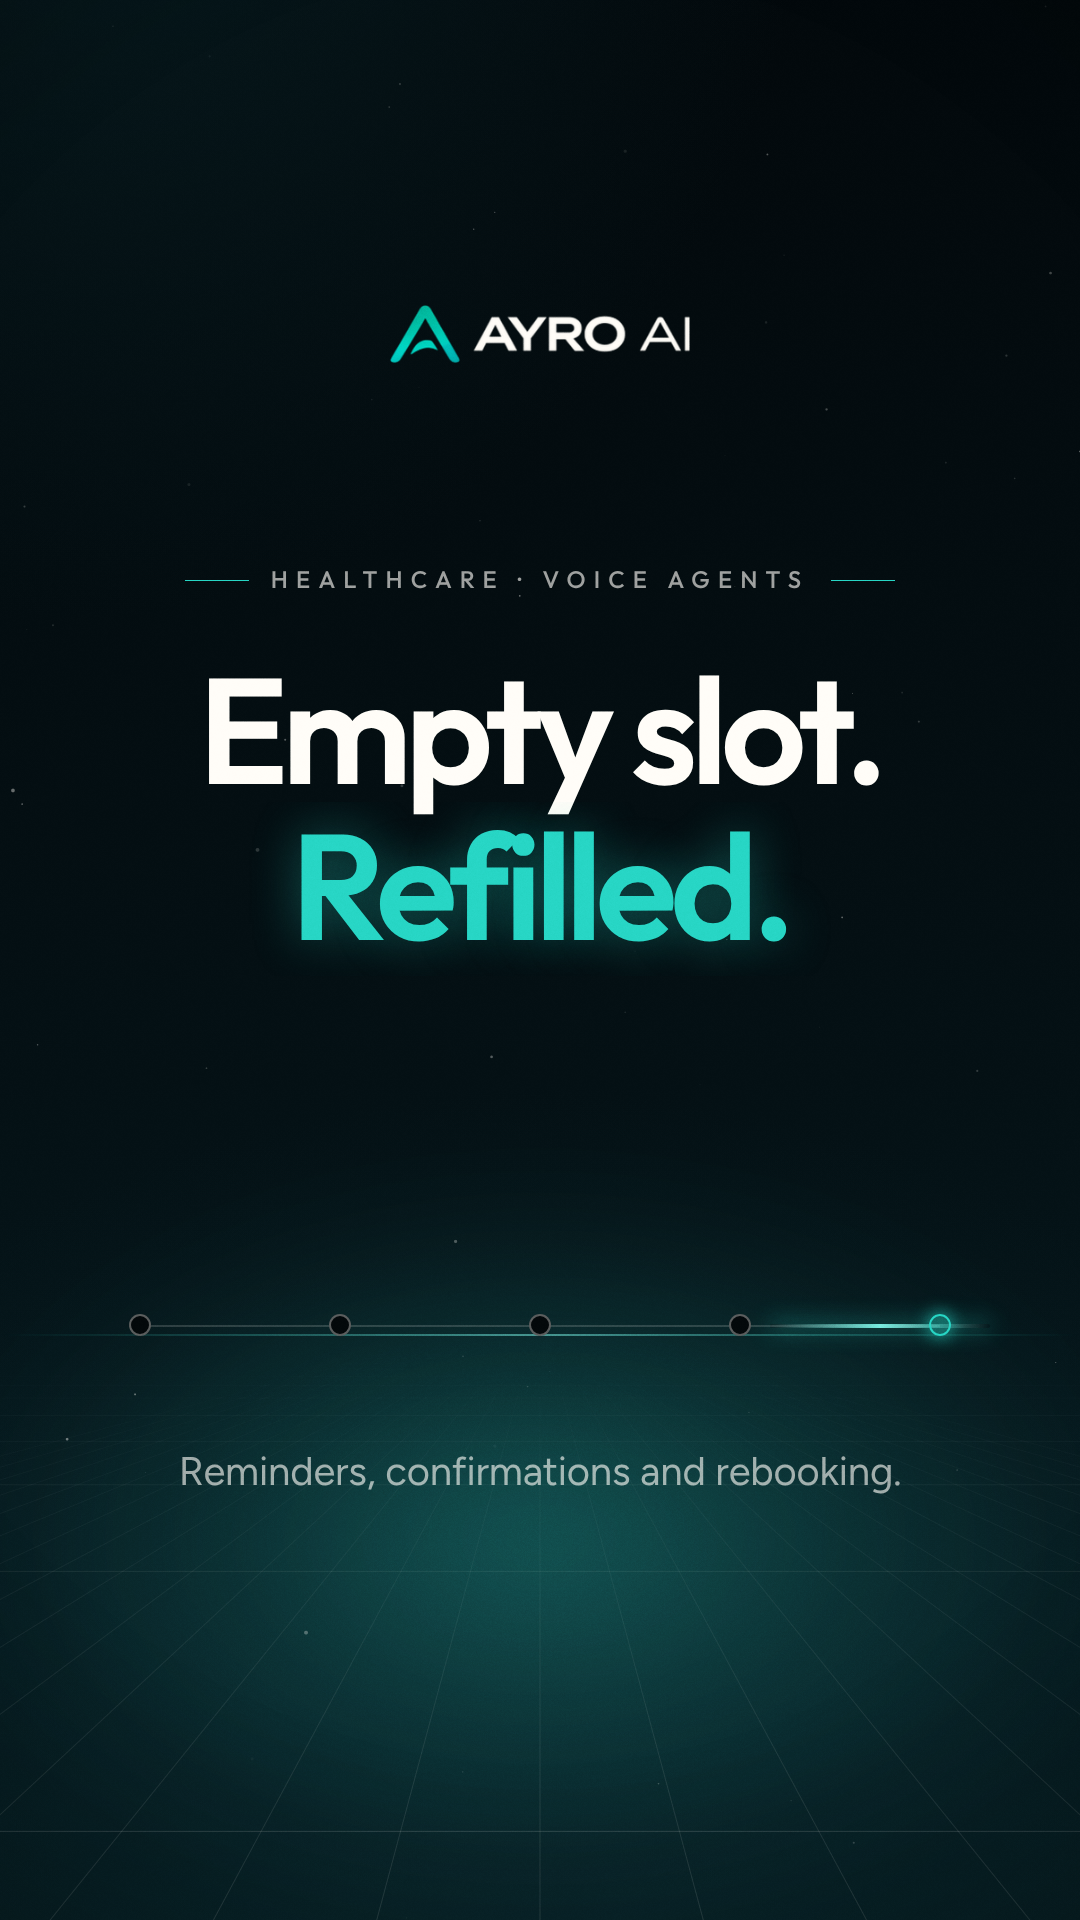 AYRO AI
HEALTHCARE · VOICE AGENTS
Empty slot.
Refilled.
Reminders, confirmations and rebooking.